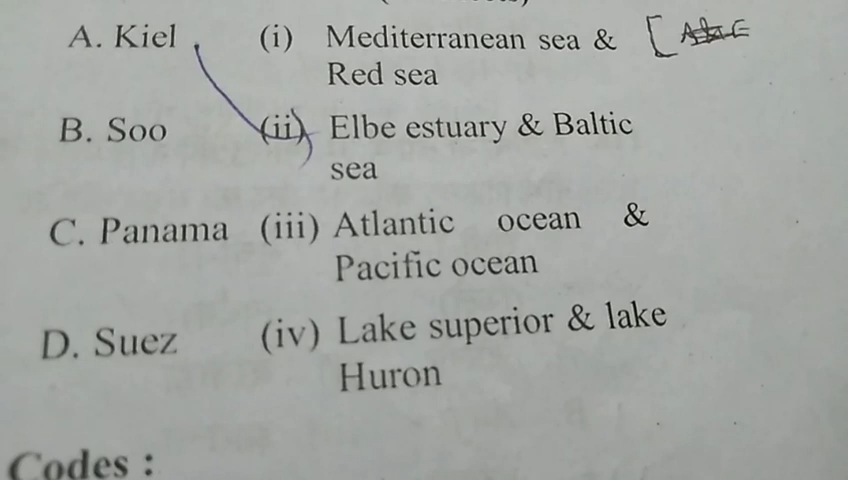 A. Kiel (i) Mediterranean sea &
Red sea
B. Soo (ii) Elbe estuary & Baltic
sea
C. Panama (iii) Atlantic ocean &
Pacific ocean
D. Suez (iv) Lake superior & lake
Huron
Codes :